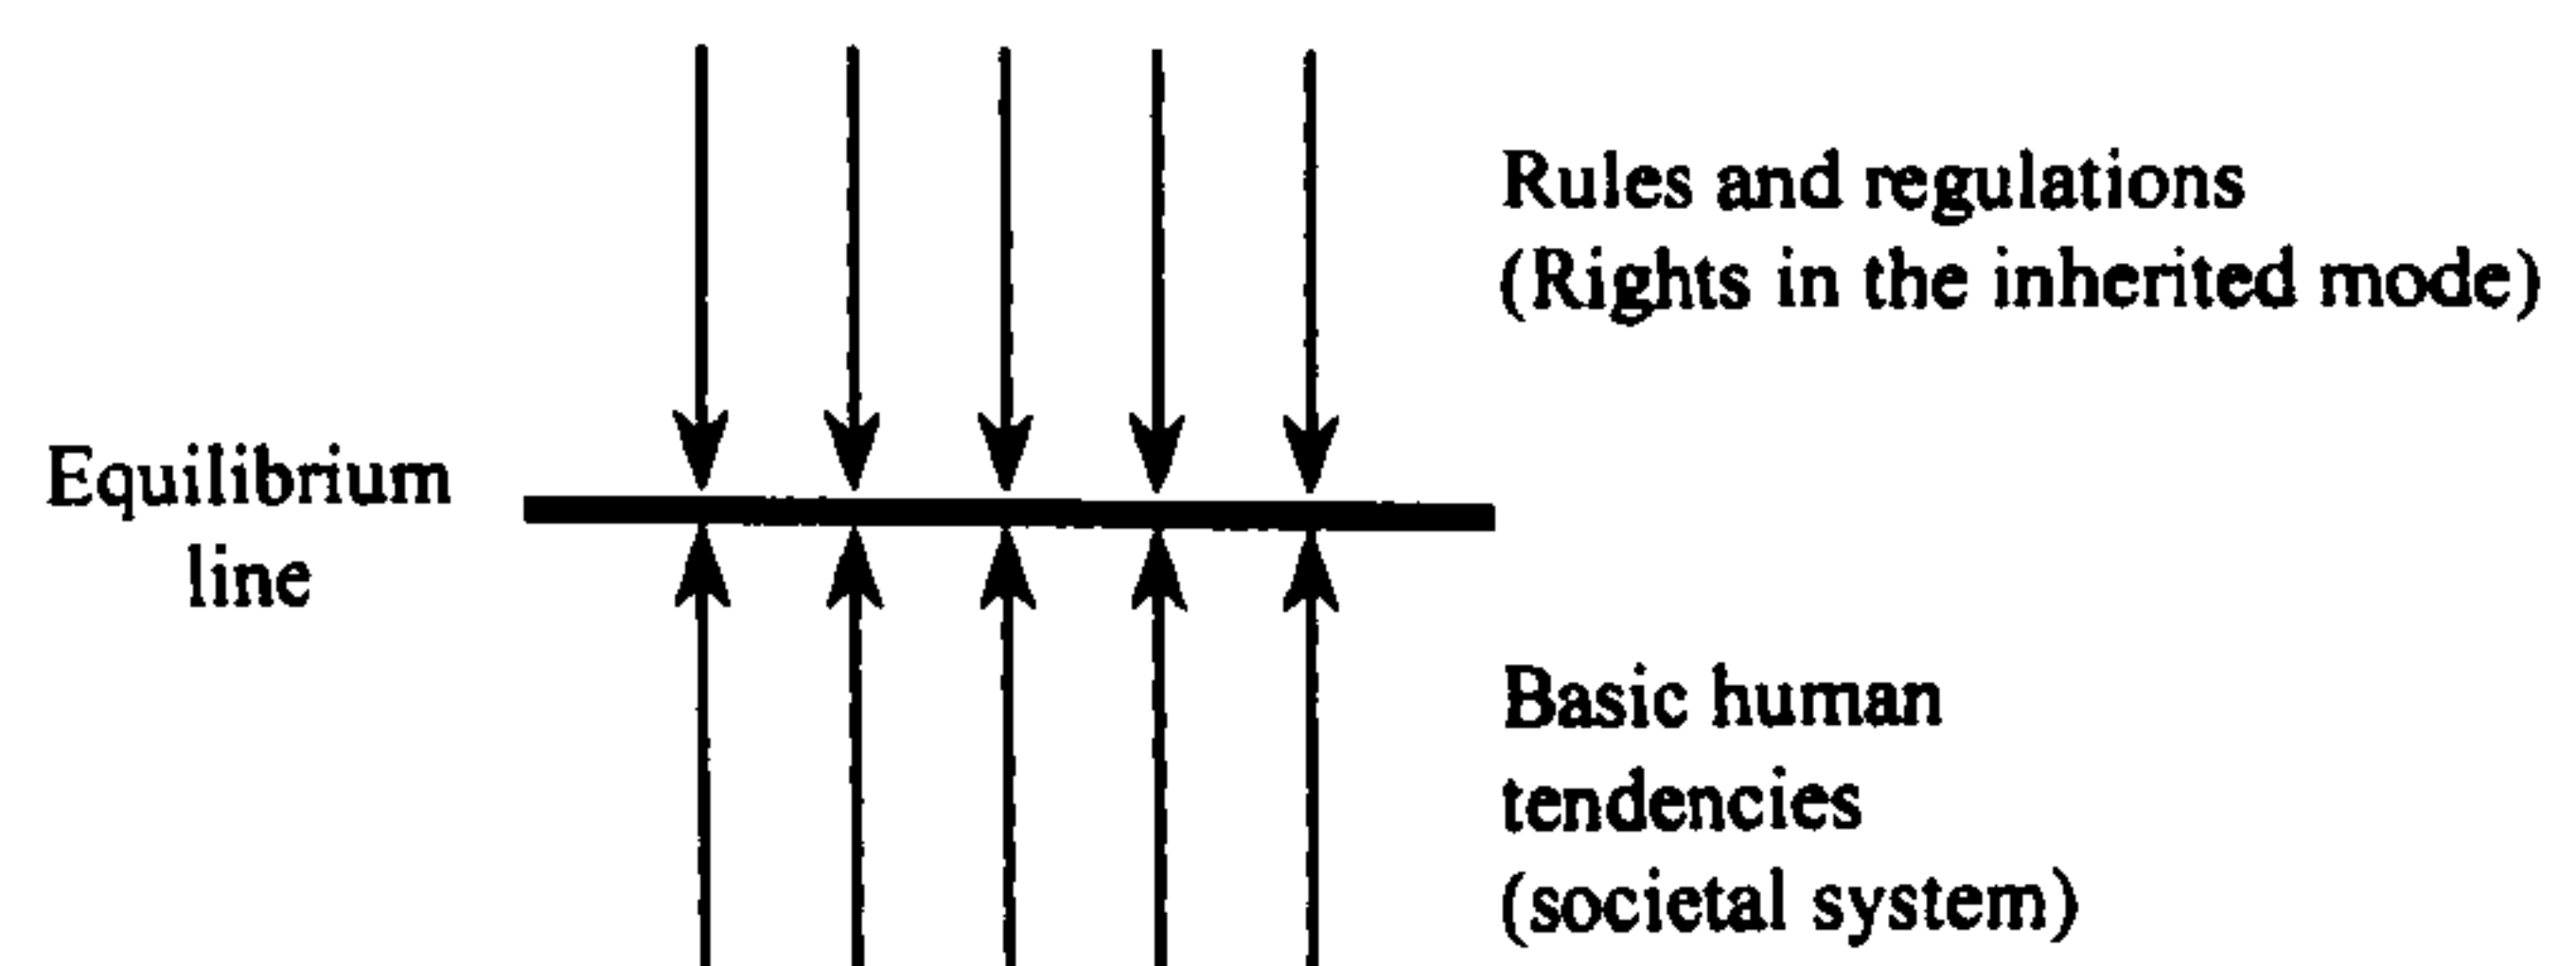 Rules and regulations
(Rights in the inherited mode)
Equilibrium
line
Basic human
tendencies
(societal system)